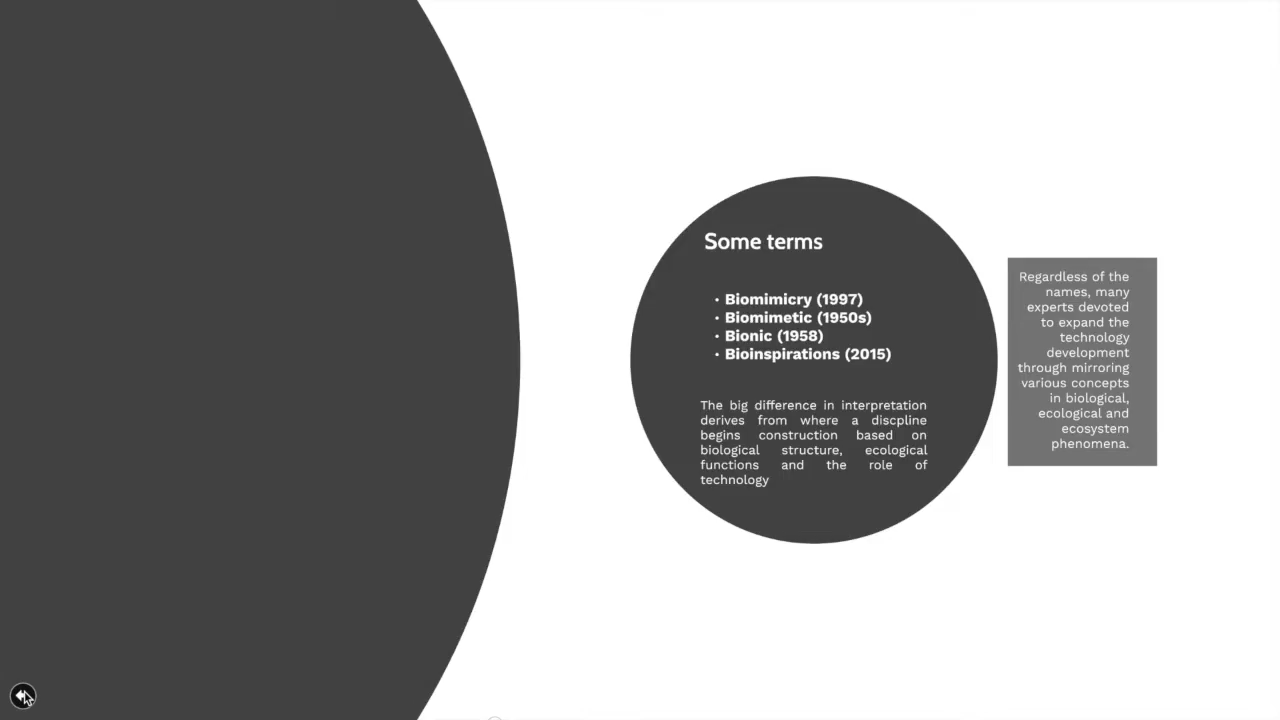 Some terms
• Biomimicry (1997)
• Biomimetic (1950s)
• Bionic (1958)
• Bioinspirations (2015)
The big difference in interpretation
derives from where a discpline
begins construction based on
biological structure, ecological
functions and the role of
technology
Regardless of the
names, many
experts devoted
to expand the
technology
development
through mirroring
various concepts
in biological,
ecological and
ecosystem
phenomena.